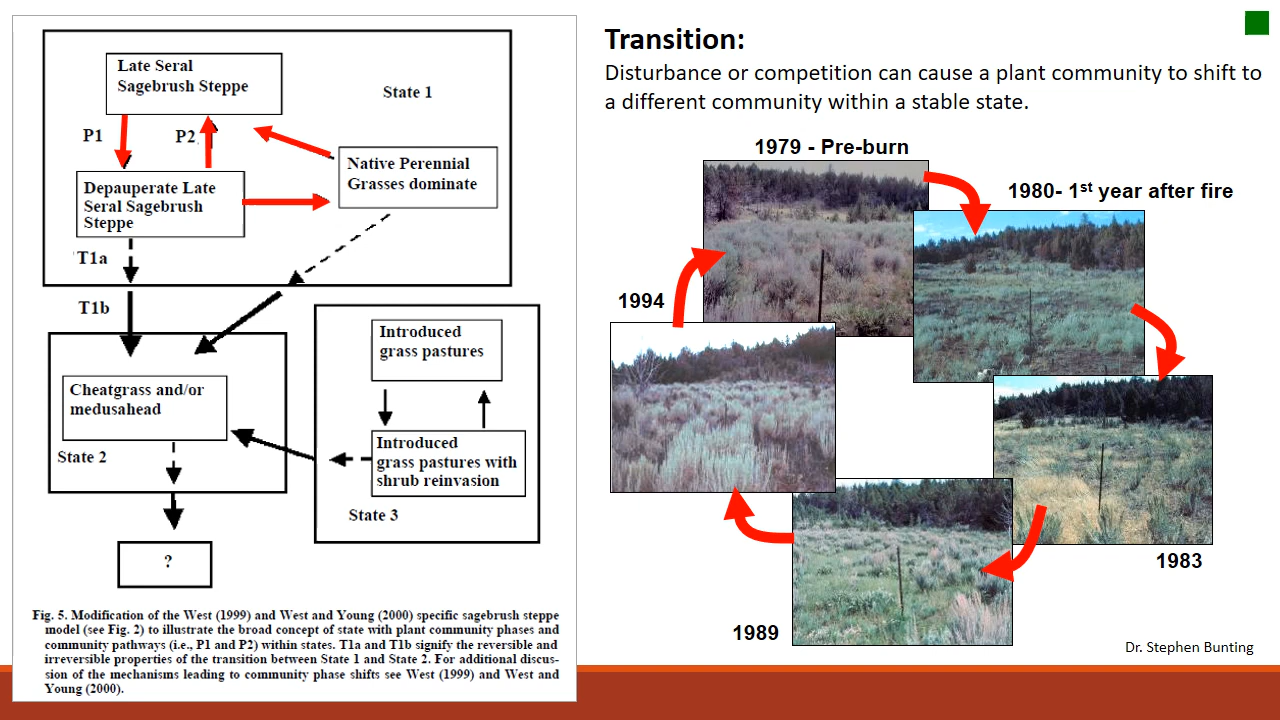 Late Seral
Sagebrush Steppe
State 1
P1
P2
Native Perennial
Grasses dominate
Depauperate Late
Seral Sagebrush
Steppe
T1a
T1b
Introduced
grass pastures
Cheatgrass and/or
medusahead
State 2
Introduced
grass pastures with
shrub reinvasion
State 3
?
Fig. 5. Modification of the West (1999) and West and Young (2000) specific sagebrush steppe
model (see Fig. 2) to illustrate the broad concept of state with plant community phases and
community pathways (i.e., P1 and P2) within states. T1a and T1b signify the reversible and
irreversible properties of the transition between State 1 and State 2. For additional discus-
sion of the mechanisms leading to community phase shifts see West (1999) and West and
Young (2000).
Transition:
Disturbance or competition can cause a plant community to shift to
a different community within a stable state.
1979 - Pre-burn
1980- 1st year after fire
1994
1983
1989
Dr. Stephen Bunting